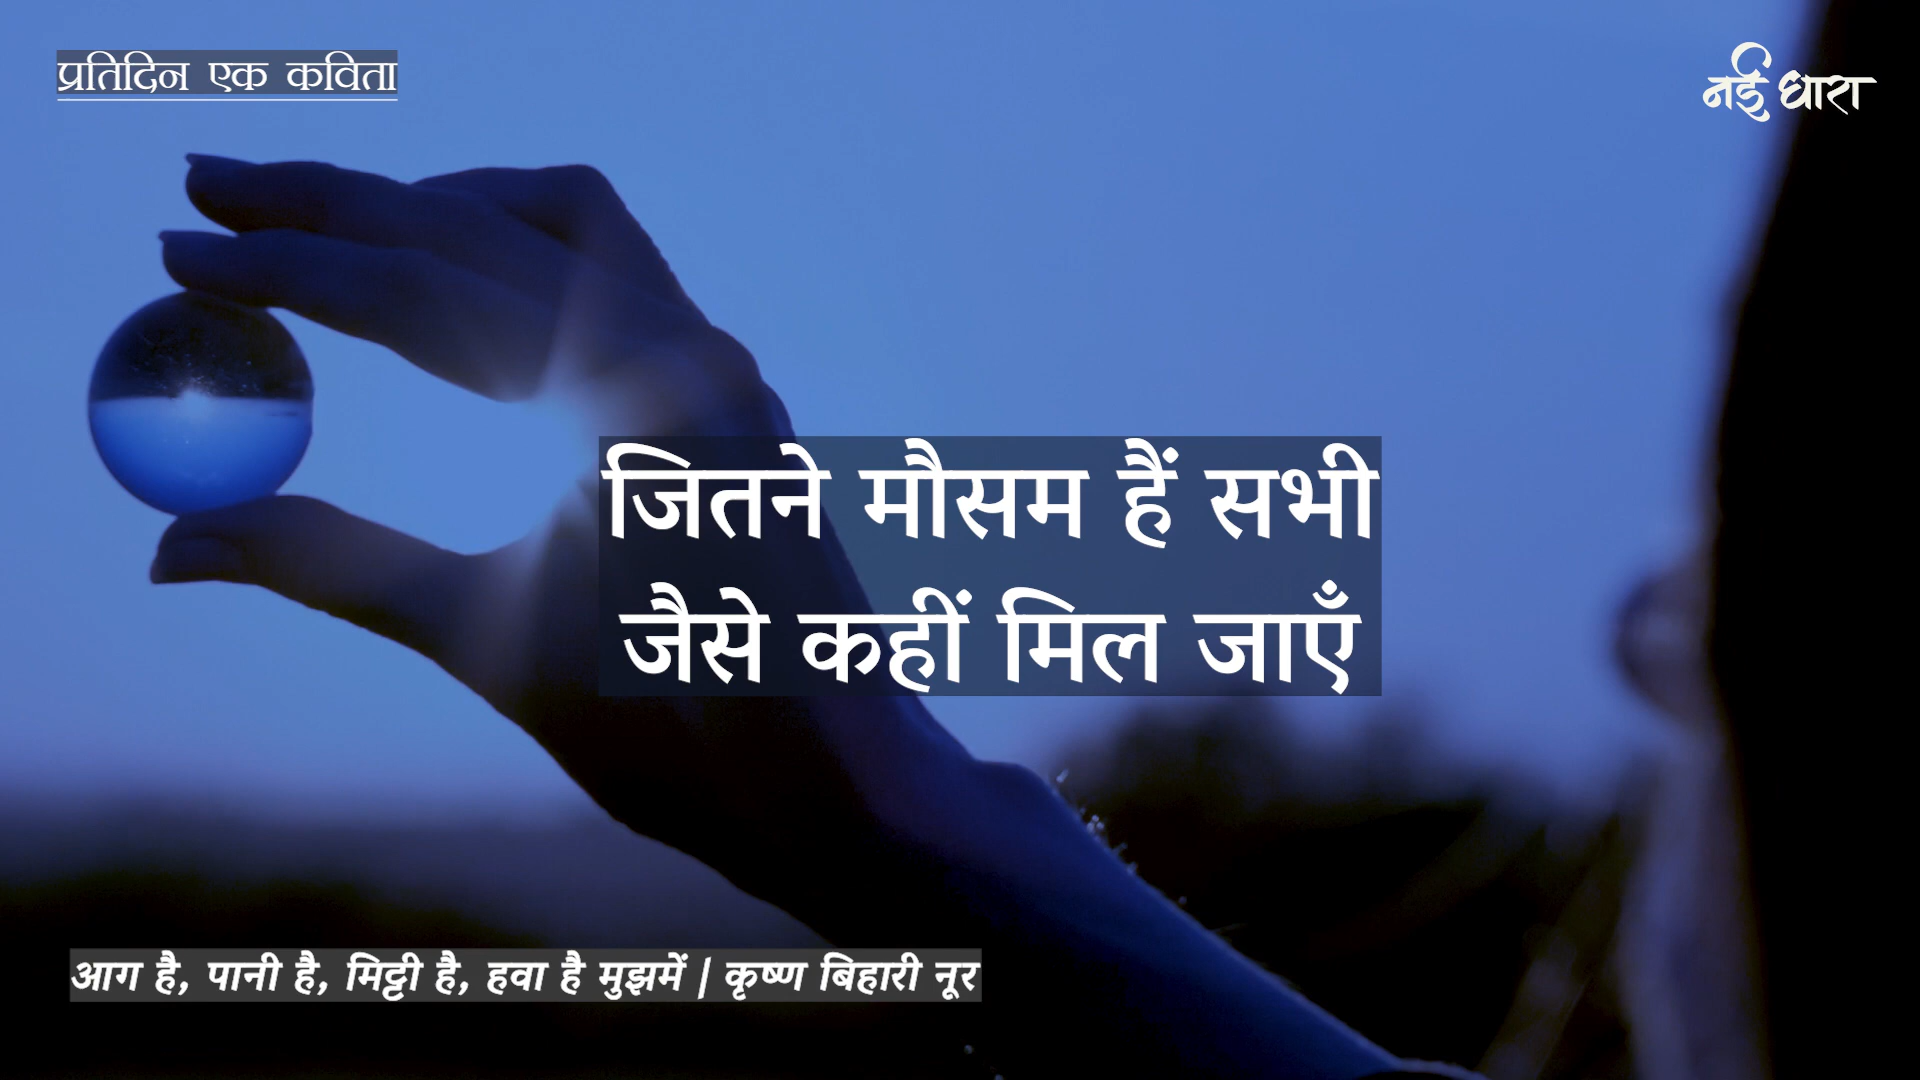 प्रतिदिन एक कविता
नई धारा
जितने मौसम हैं सभी
जैसे कहीं मिल जाएँ
आग है, पानी है, मिट्टी है, हवा है मुझमें | कृष्ण बिहारी नूर